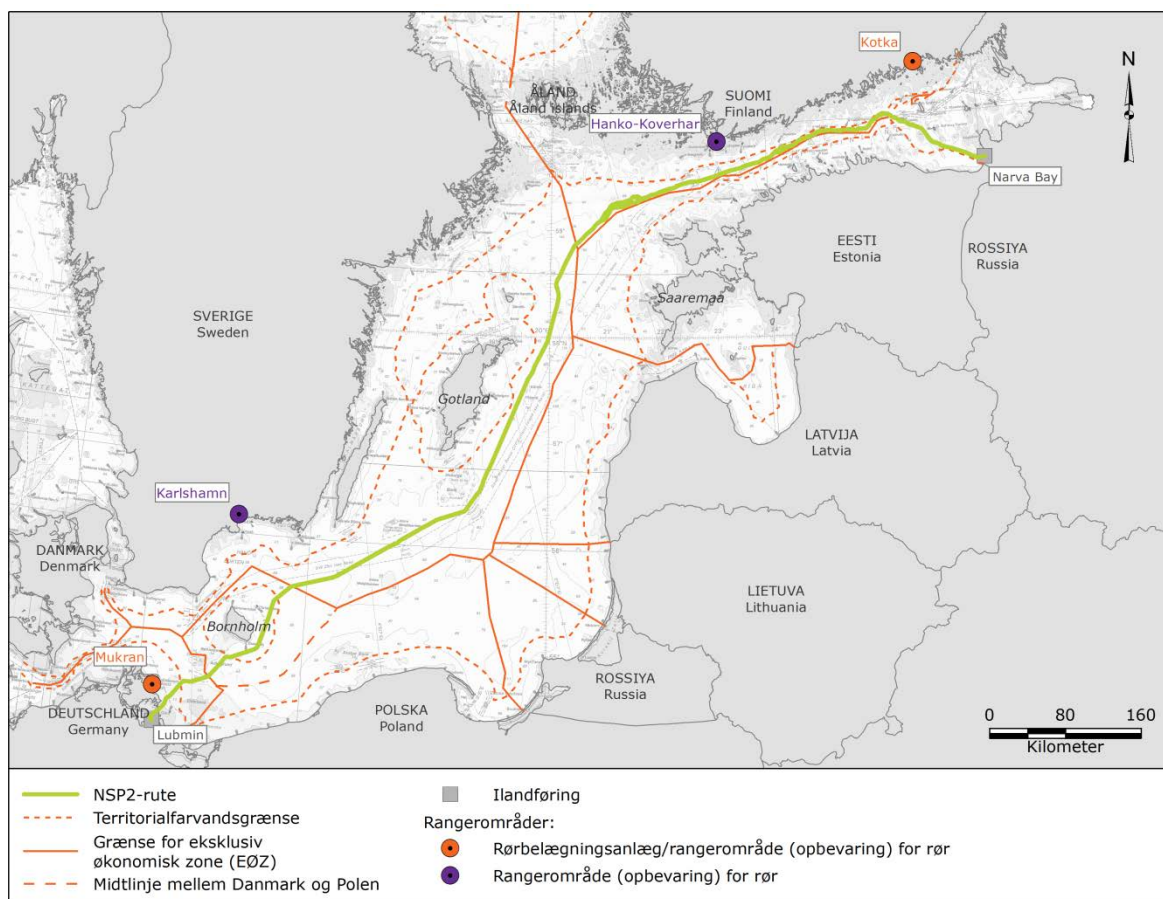 Kotka
N
ÅLAND
Åland islands
SUOMI
Finland
Hanko-Koverhar
Narva Bay
EESTI
Estonia
ROSSIYA
Russia
SVERIGE
Sweden
Saaremaa
Gotland
LATVIJA
Latvia
Karlshamn
DANMARK
Denmark
LIETUVA
Lithuania
Bornholm
Mukran
ROSSIYA
Russia
DEUTSCHLAND
Germany
POLSKA
Poland
Lubmin
0 80 160
Kilometer
NSP2-rute
Territorialfarvandsgrænse
Grænse for eksklusiv
økonomisk zone (EØZ)
Midtlinje mellem Danmark og Polen
Ilandføring
Rangerområder:
Rørbelægningsanlæg/rangerområde (opbevaring) for rør
Rangerområde (opbevaring) for rør